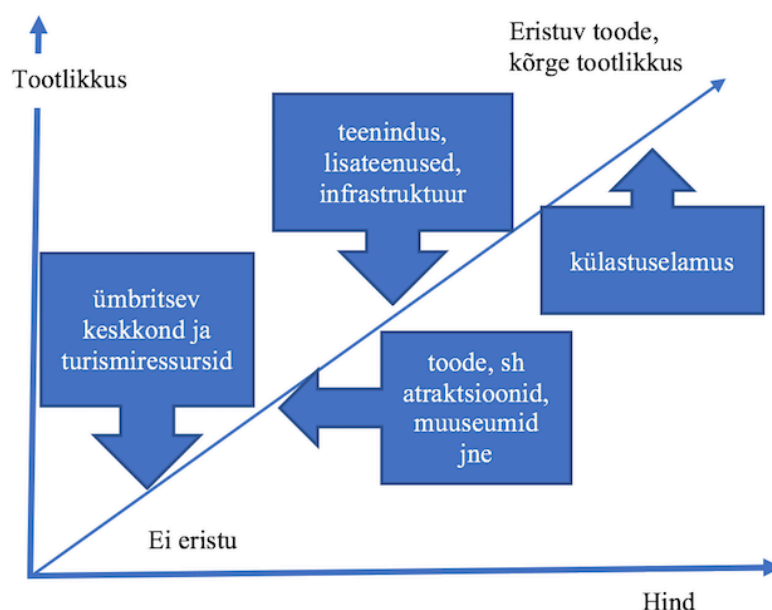 Tootlikkus
Eristuv toode,
kõrge tootlikkus
teenindus,
lisateenused,
infrastruktuur
külastuselamus
ümbritsev
keskkond ja
turismiressursid
toode, sh
atraktsioonid,
muuseumid
jne
Ei eristu
Hind